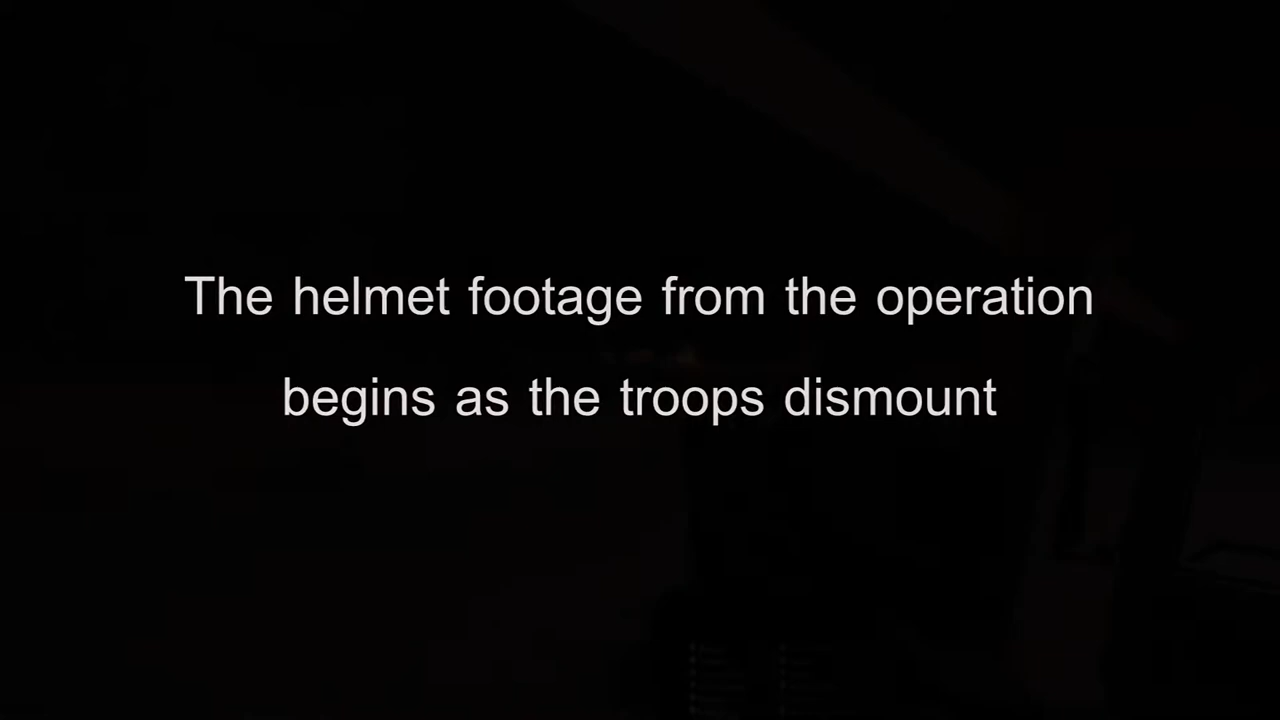 The helmet footage from the operation
begins as the troops dismount